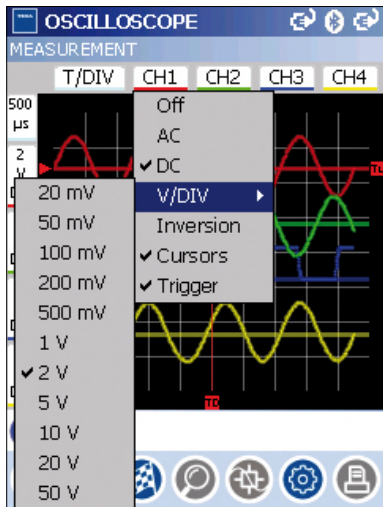 OSCILLOSCOPE
MEASUREMENT
T/DIV CH1 CH2 CH3 CH4
500
µs
2
V
Off
AC
✔DC
V/DIV
Inversion
✔Cursors
✔Trigger
20 mV
50 mV
100 mV
200 mV
500 mV
1 V
✔2 V
5 V
10 V
20 V
50 V